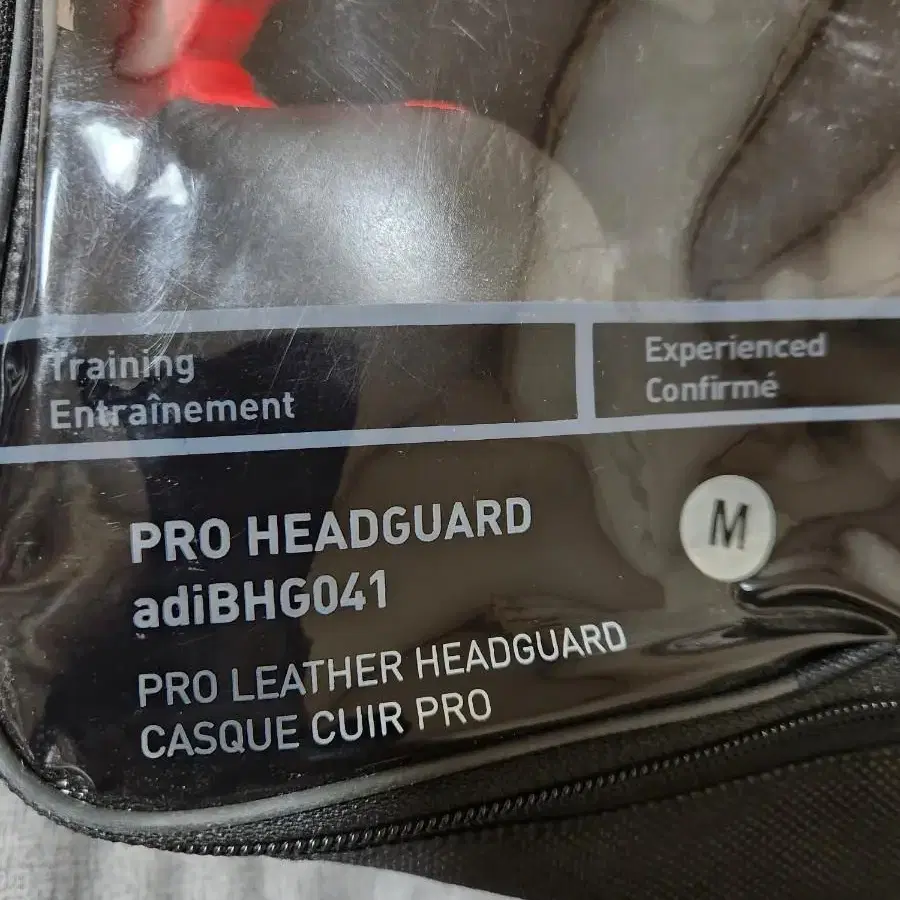 Training
Entraînement
Experienced
Confirmé
PRO HEADGUARD
M
adiBHG041
PRO LEATHER HEADGUARD
CASQUE CUIR PRO